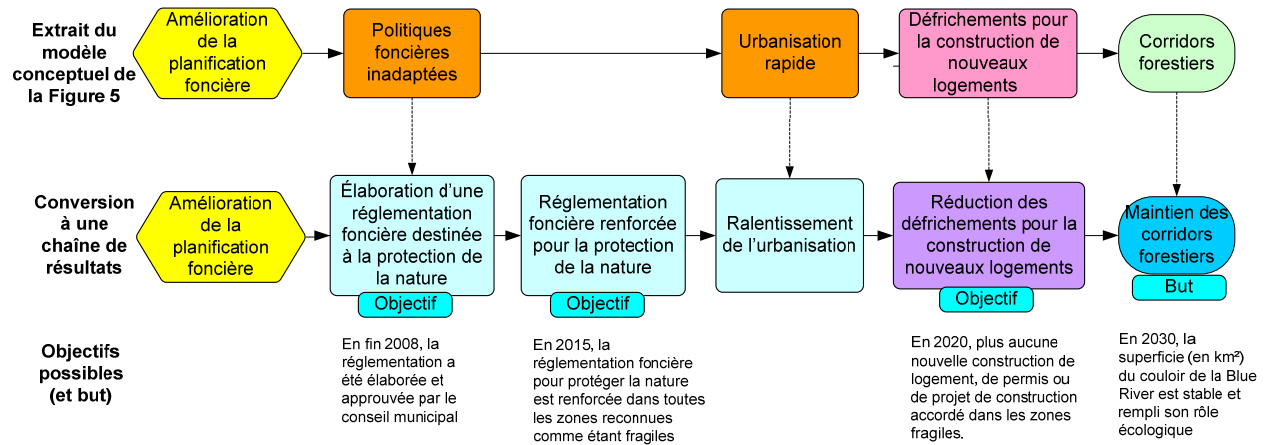 Extrait du
modèle
conceptuel de
la Figure 5
Amélioration
de la
planification
foncière
Politiques
foncières
inadaptées
Urbanisation
rapide
Défrichements pour
la construction de
nouveaux
logements
Corridors
forestiers
Conversion
à une
chaîne de
résultats
Amélioration
de la
planification
foncière
Élaboration d'une
réglementation
foncière destinée
à la protection de
la nature
Objectif
Réglementation
foncière renforcée
pour la protection
de la nature
Objectif
Ralentissement
de l'urbanisation
Réduction des
défrichements pour la
construction de
nouveaux logements
Objectif
Maintien des
corridors
forestiers
But
Objectifs
possibles
(et but)
En fin 2008, la
réglementation a
été élaborée et
approuvée par le
conseil municipal
En 2015, la
réglementation foncière
pour protéger la nature
est renforcée dans toutes
les zones reconnues
comme étant fragiles
En 2020, plus aucune
nouvelle construction de
logement, de permis ou
de projet de construction
accordé dans les zones
fragiles.
En 2030, la
superficie (en km²)
du couloir de la Blue
River est stable et
rempli son rôle
écologique